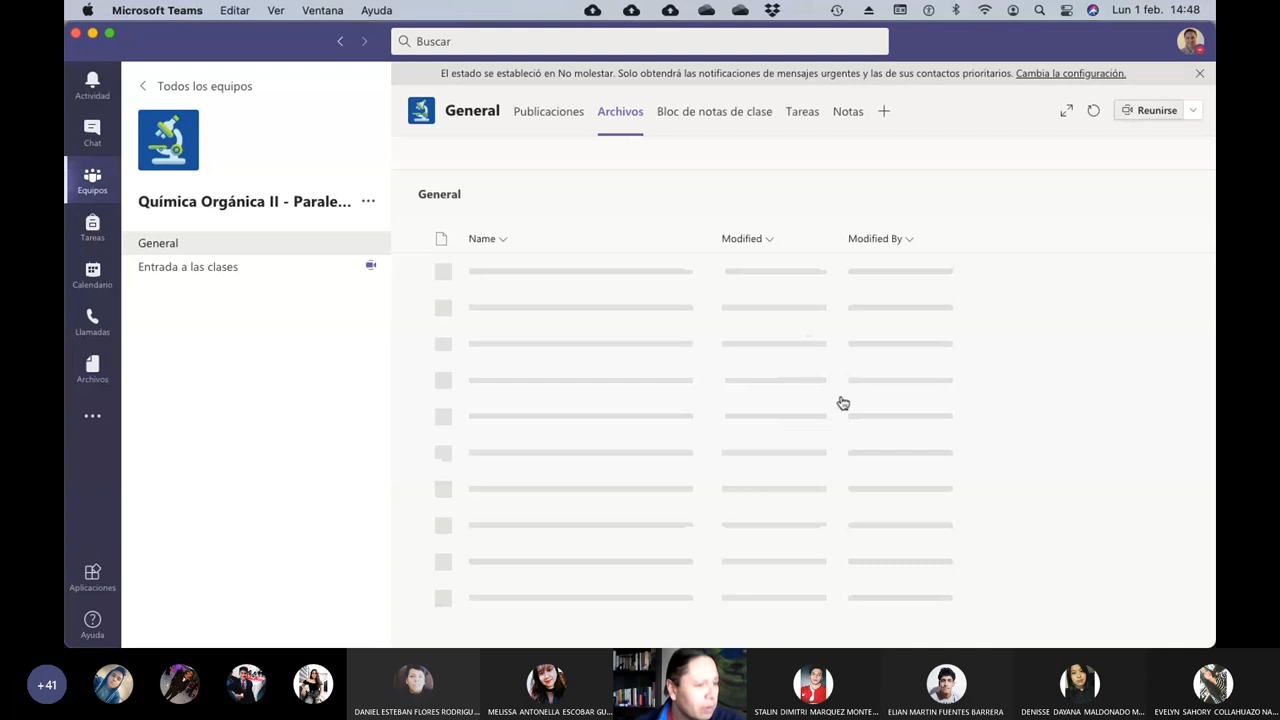 Microsoft Teams Editar Ver Ventana Ayuda Lun 1 feb. 14:48
Buscar
El estado se estableció en No molestar. Solo obtendrá las notificaciones de mensajes urgentes y las de sus contactos prioritarios. Cambia la configuración.
Actividad
Chat
Equipos
Tareas
Calendario
Llamadas
Archivos
Aplicaciones
Ayuda
Todos los equipos
Química Orgánica II - Parale...
General
Entrada a las clases
General Publicaciones Archivos Bloc de notas de clase Tareas Notas Reunirse
General
Name Modified Modified By
+41
DANIEL ESTEBAN FLORES RODRIGU...
MELISSA ANTONELLA ESCOBAR GU...
STALIN DIMITRI MARQUEZ MONTE...
ELIAN MARTIN FUENTES BARRERA
DENISSE DAYANA MALDONADO M...
EVELYN SAHORY COLLAHUAZO NA...